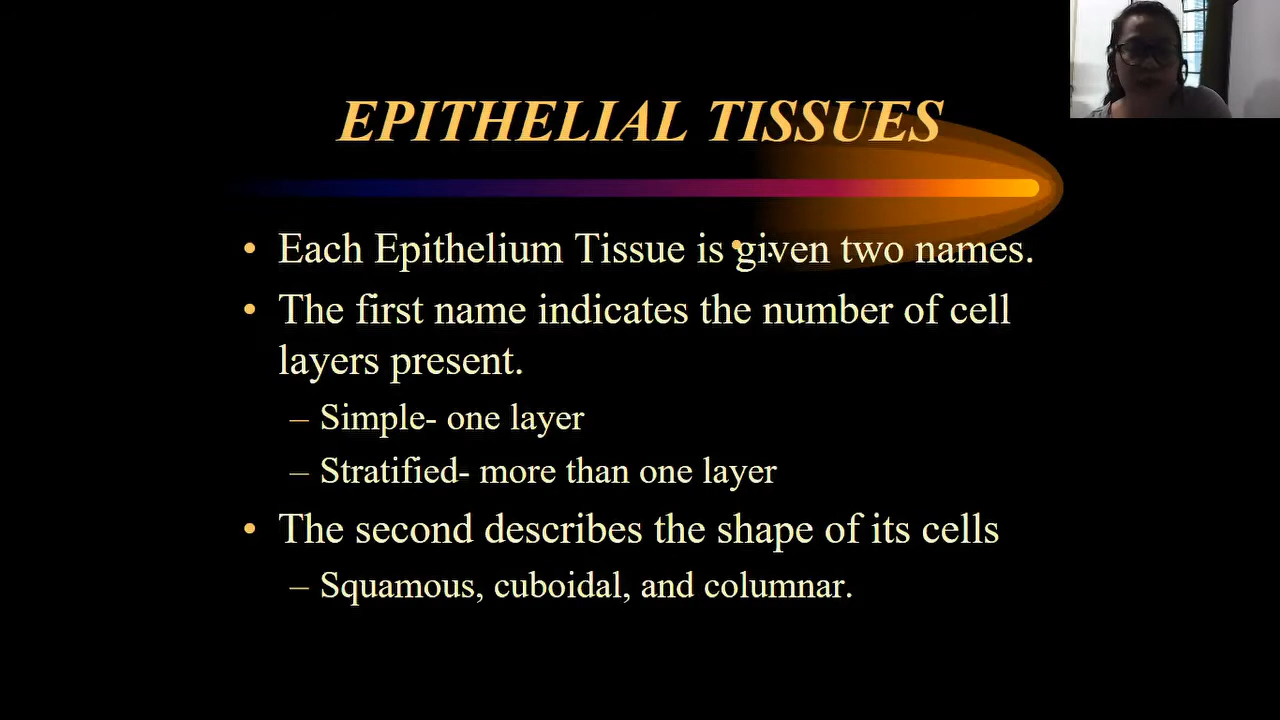 EPITHELIAL TISSUES
• Each Epithelium Tissue is given two names.
• The first name indicates the number of cell
layers present.
– Simple- one layer
– Stratified- more than one layer
• The second describes the shape of its cells
– Squamous, cuboidal, and columnar.